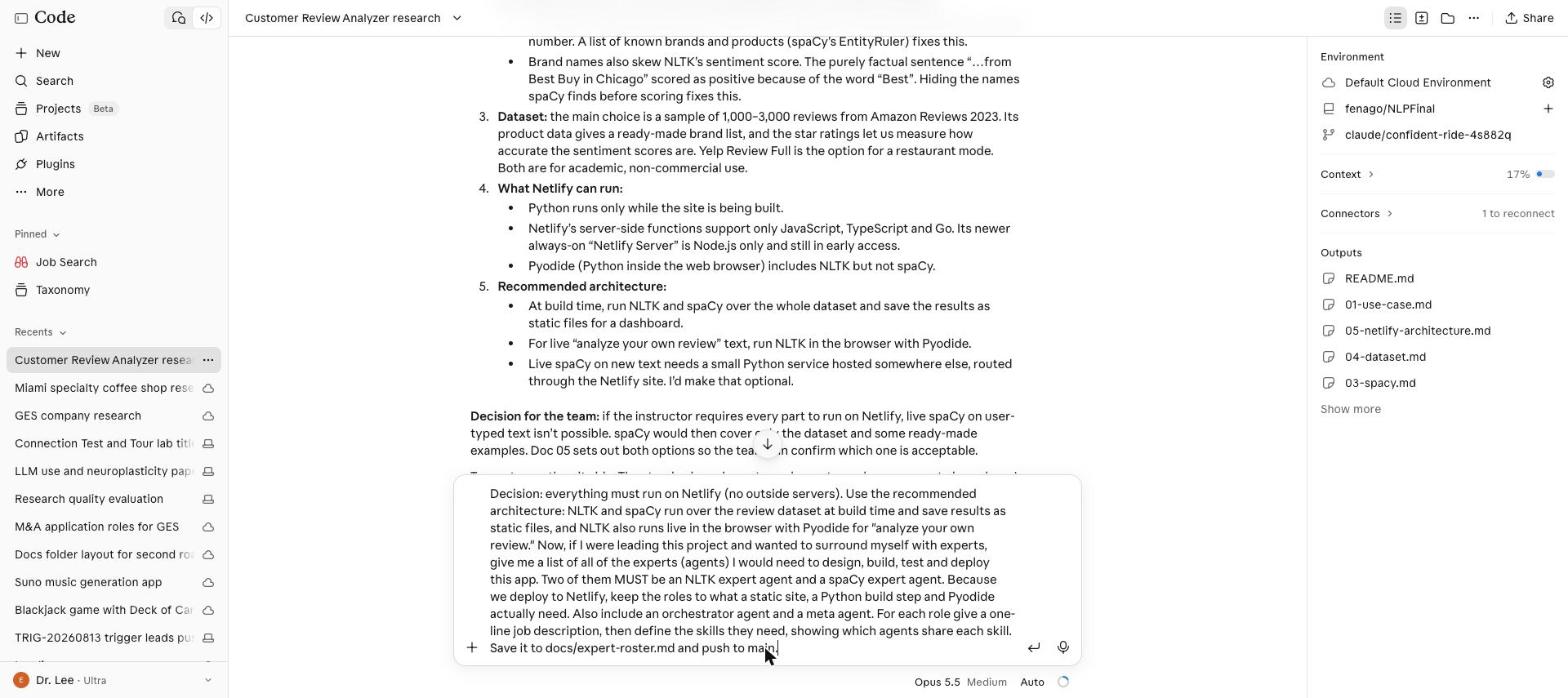 Code
New
Search
Projects Beta
Artifacts
Plugins
More
Pinned
Job Search
Taxonomy
Recents
Customer Review Analyzer resea
Miami specialty coffee shop rese
GES company research
Connection Test and Tour lab titl
LLM use and neuroplasticity pap
Research quality evaluation
M&A application roles for GES
Docs folder layout for second ro
Suno music generation app
Blackjack game with Deck of Car
TRIG-20260813 trigger leads pu
E Dr. Lee · Ultra
Customer Review Analyzer research
Share
number. A list of known brands and products (spaCy’s EntityRuler) fixes this.
• Brand names also skew NLTK’s sentiment score. The purely factual sentence “…from
Best Buy in Chicago” scored as positive because of the word “Best”. Hiding the names
spaCy finds before scoring fixes this.
3. Dataset: the main choice is a sample of 1,000–3,000 reviews from Amazon Reviews 2023. Its
product data gives a ready-made brand list, and the star ratings let us measure how
accurate the sentiment scores are. Yelp Review Full is the option for a restaurant mode.
Both are for academic, non-commercial use.
4. What Netlify can run:
• Python runs only while the site is being built.
• Netlify’s server-side functions support only JavaScript, TypeScript and Go. Its newer
always-on “Netlify Server” is Node.js only and still in early access.
• Pyodide (Python inside the web browser) includes NLTK but not spaCy.
5. Recommended architecture:
• At build time, run NLTK and spaCy over the whole dataset and save the results as
static files for a dashboard.
• For live “analyze your own review” text, run NLTK in the browser with Pyodide.
• Live spaCy on new text needs a small Python service hosted somewhere else, routed
through the Netlify site. I’d make that optional.
Decision for the team: if the instructor requires every part to run on Netlify, live spaCy on user-
typed text isn’t possible. spaCy would then cover the dataset and some ready-made
examples. Doc 05 sets out both options so the can confirm which one is acceptable.
Decision: everything must run on Netlify (no outside servers). Use the recommended
architecture: NLTK and spaCy run over the review dataset at build time and save results as
static files, and NLTK also runs live in the browser with Pyodide for "analyze your own
review." Now, if I were leading this project and wanted to surround myself with experts,
give me a list of all of the experts (agents) I would need to design, build, test and deploy
this app. Two of them MUST be an NLTK expert agent and a spaCy expert agent. Because
we deploy to Netlify, keep the roles to what a static site, a Python build step and Pyodide
actually need. Also include an orchestrator agent and a meta agent. For each role give a one-
line job description, then define the skills they need, showing which agents share each skill.
Save it to docs/expert-roster.md and push to main.
Opus 5.5 Medium Auto
Environment
Default Cloud Environment
fenago/NLPFinal
claude/confident-ride-4s882q
Context 17%
Connectors 1 to reconnect
Outputs
README.md
01-use-case.md
05-netlify-architecture.md
04-dataset.md
03-spacy.md
Show more